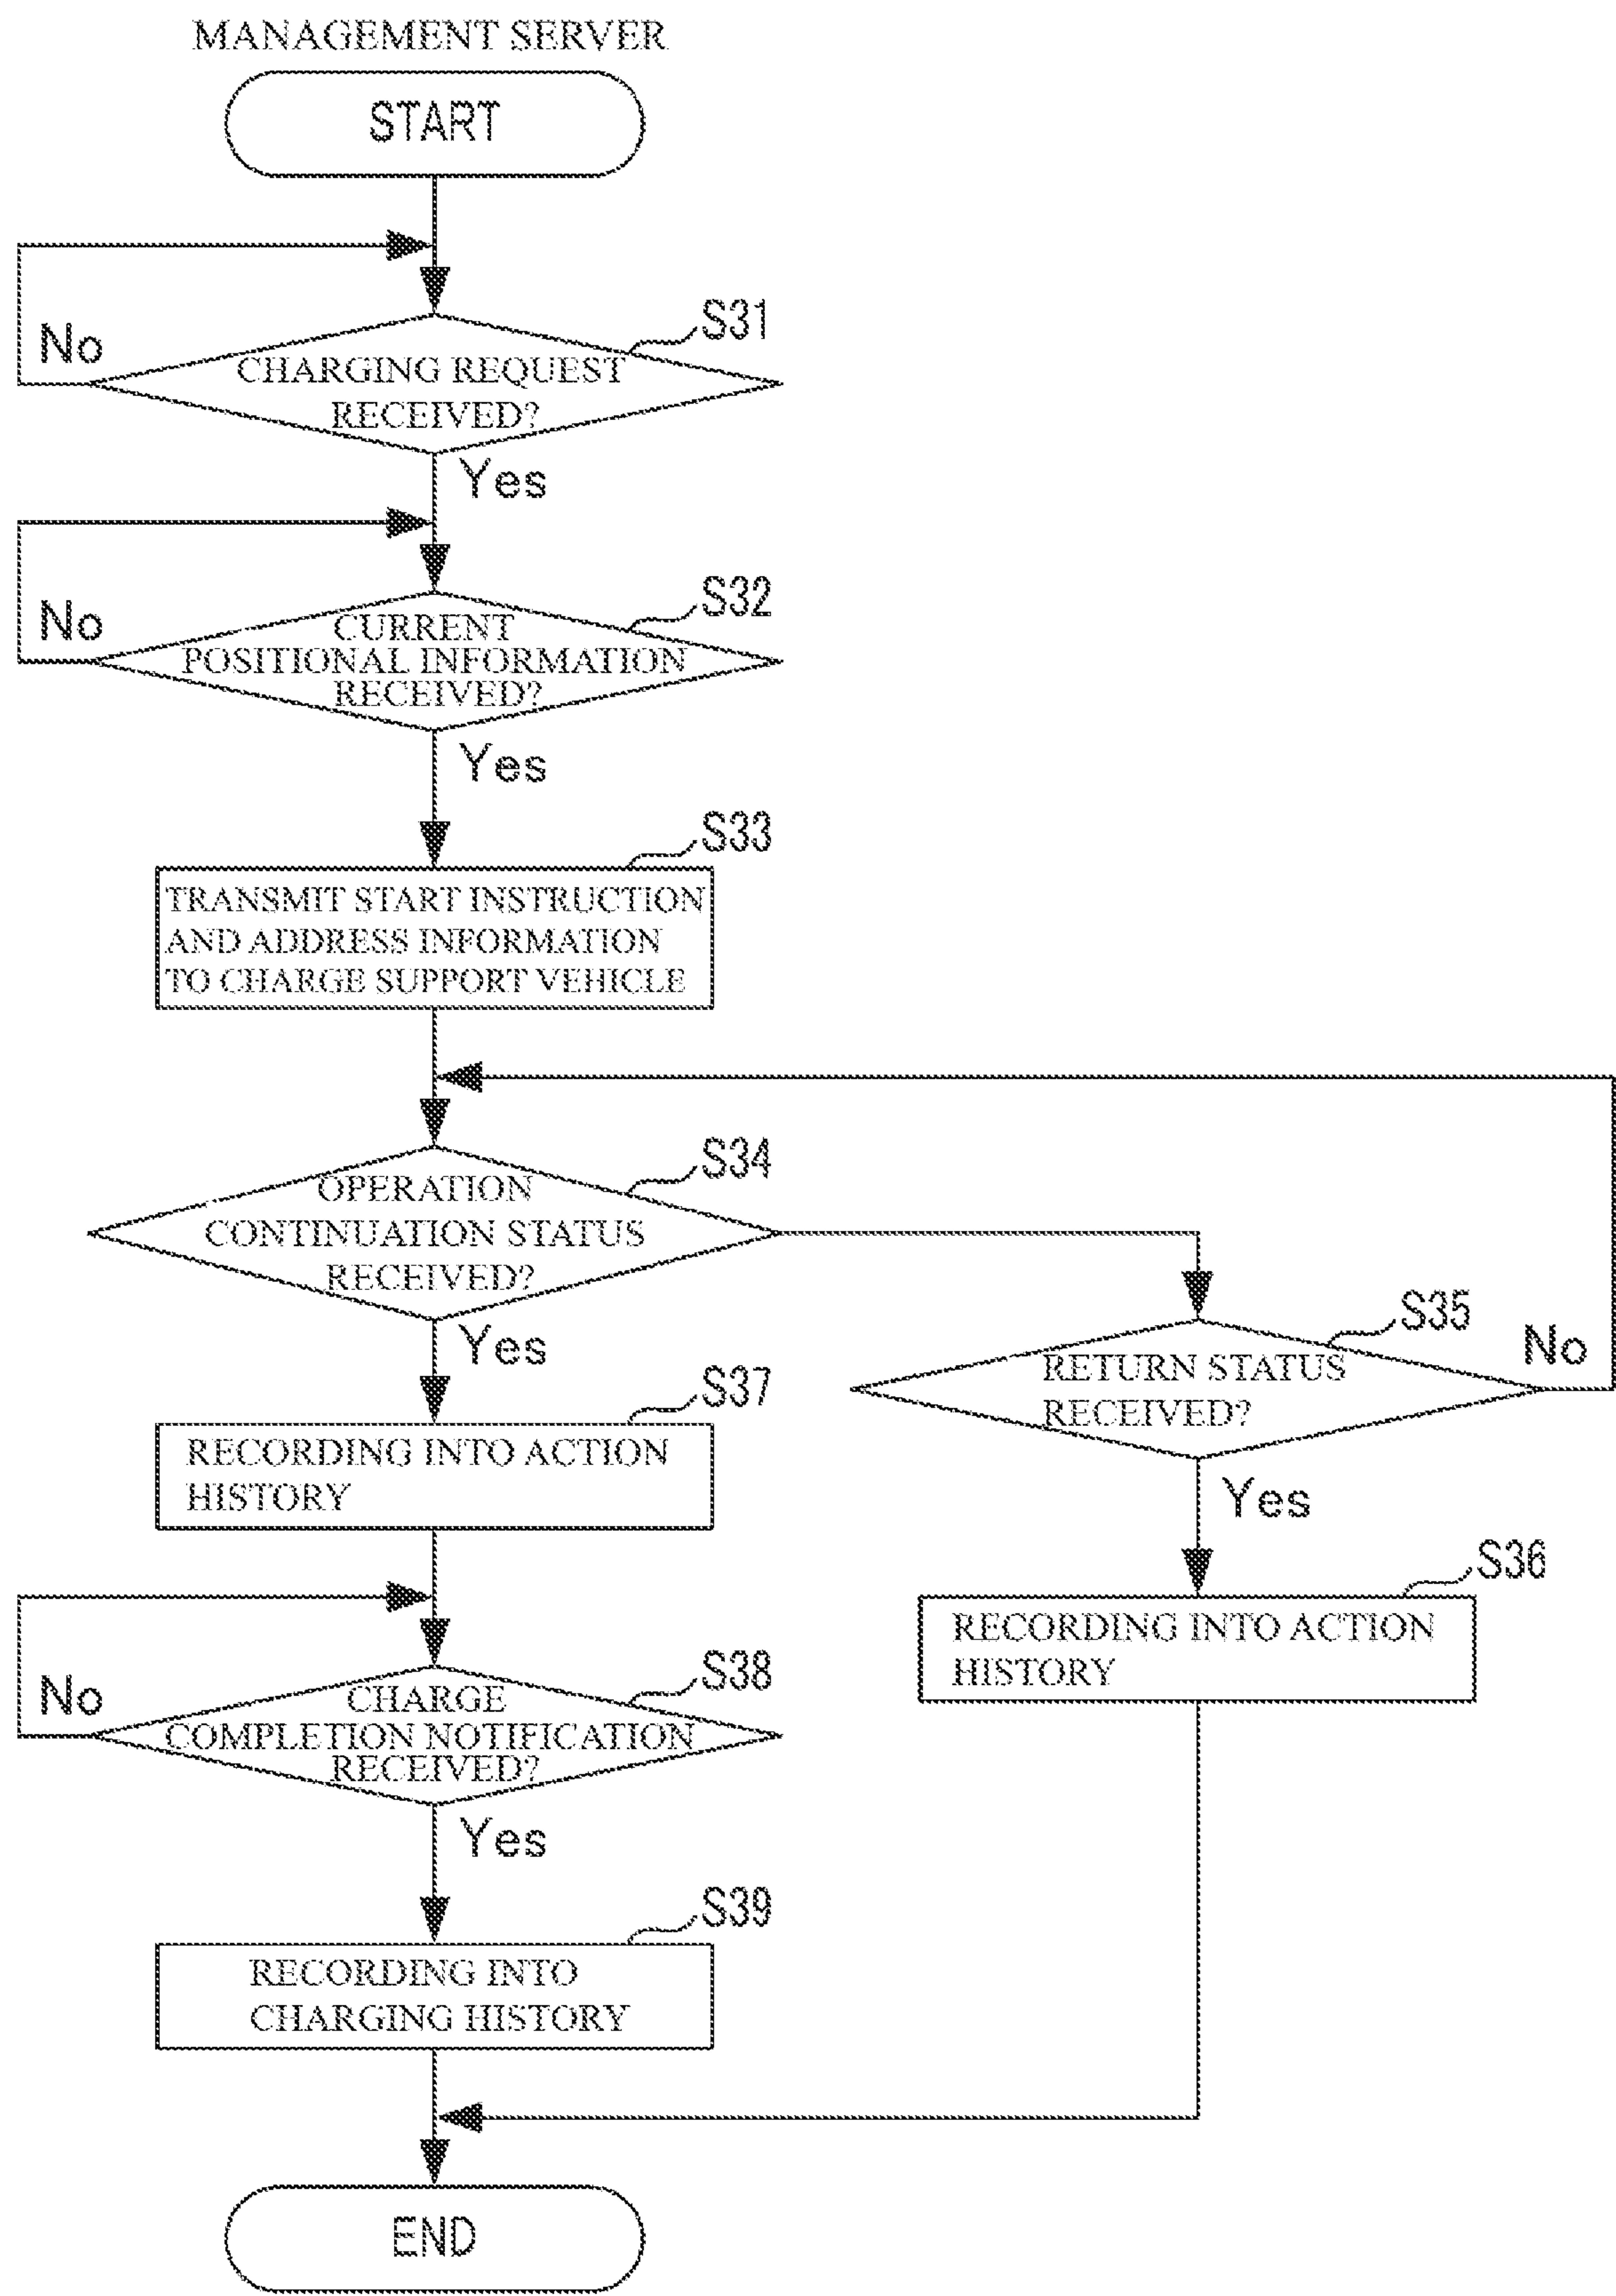 MANAGEMENT SERVER
START
S31
No
CHARGING REQUEST
RECEIVED?
Yes
S32
No
CURRENT
POSITIONAL INFORMATION
RECEIVED?
Yes
S33
TRANSMIT START INSTRUCTION
AND ADDRESS INFORMATION
TO CHARGE SUPPORT VEHICLE
S34
OPERATION
CONTINUATION STATUS
RECEIVED?
Yes
S35
No
RETURN STATUS
RECEIVED?
Yes
S37
RECORDING INTO ACTION
HISTORY
S36
RECORDING INTO ACTION
HISTORY
S38
No
CHARGE
COMPLETION NOTIFICATION
RECEIVED?
Yes
S39
RECORDING INTO
CHARGING HISTORY
END